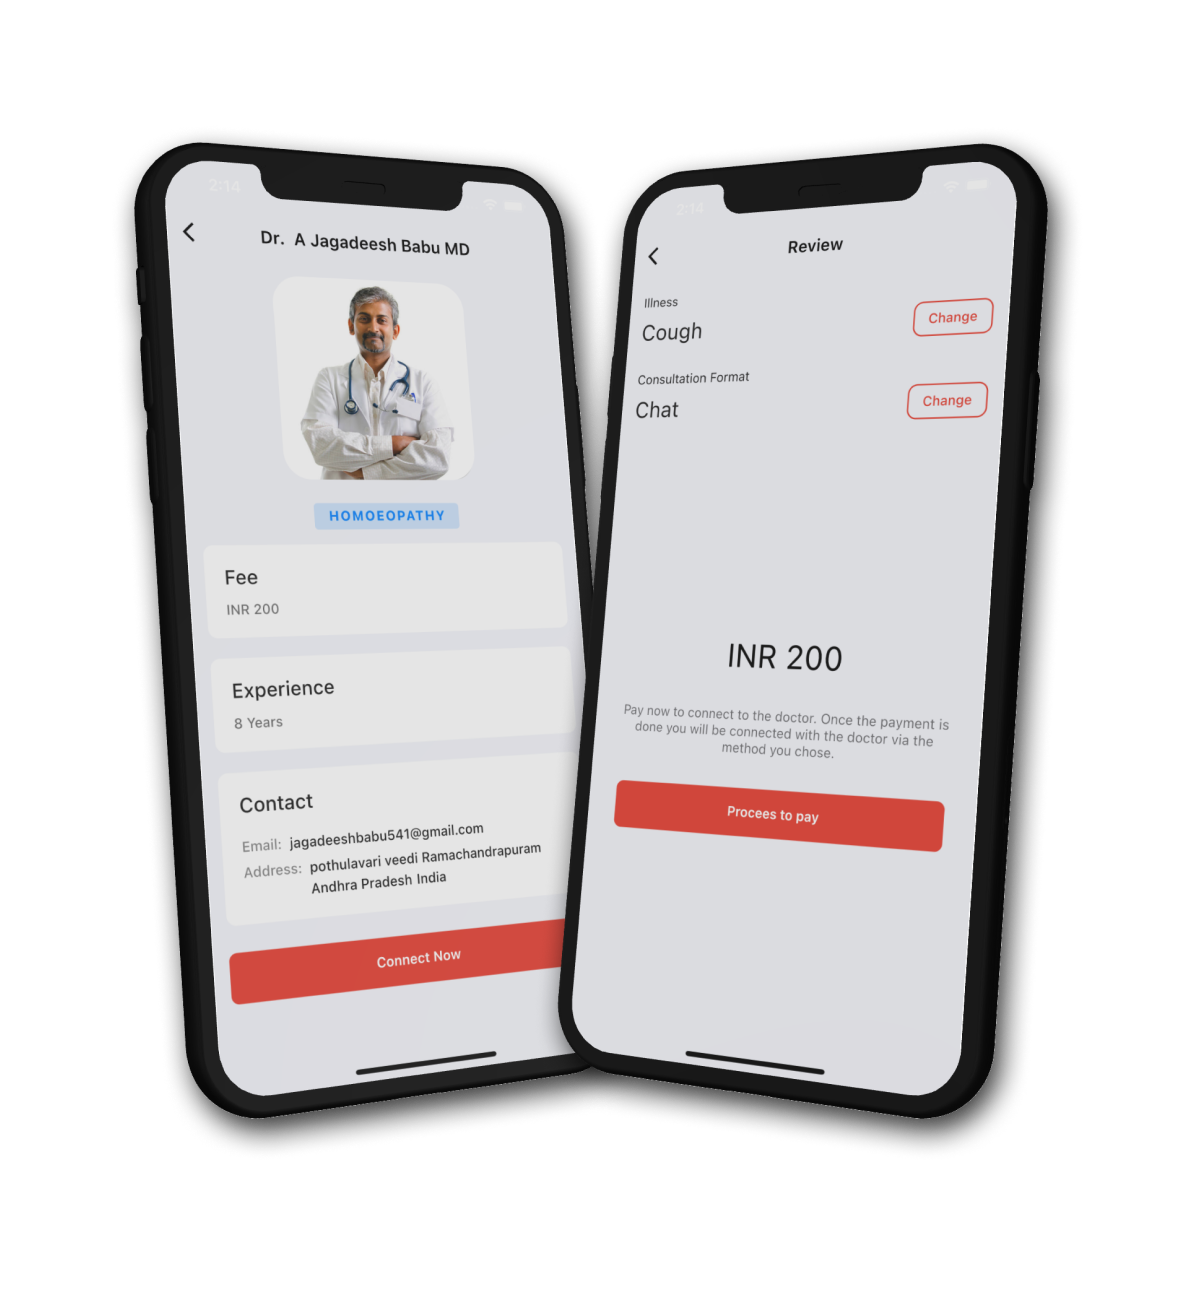 2:14
Dr. A Jagadeesh Babu MD
HOMOEOPATHY
Fee
INR 200
Experience
8 Years
Contact
Email: jagadeeshbabu541@gmail.com
Address: pothulavari veedi Ramachandrapuram
Andhra Pradesh India
Connect Now
2:14
Review
Illness
Cough
Change
Consultation Format
Chat
Change
INR 200
Pay now to connect to the doctor. Once the payment is
done you will be connected with the doctor via the
method you chose.
Procees to pay